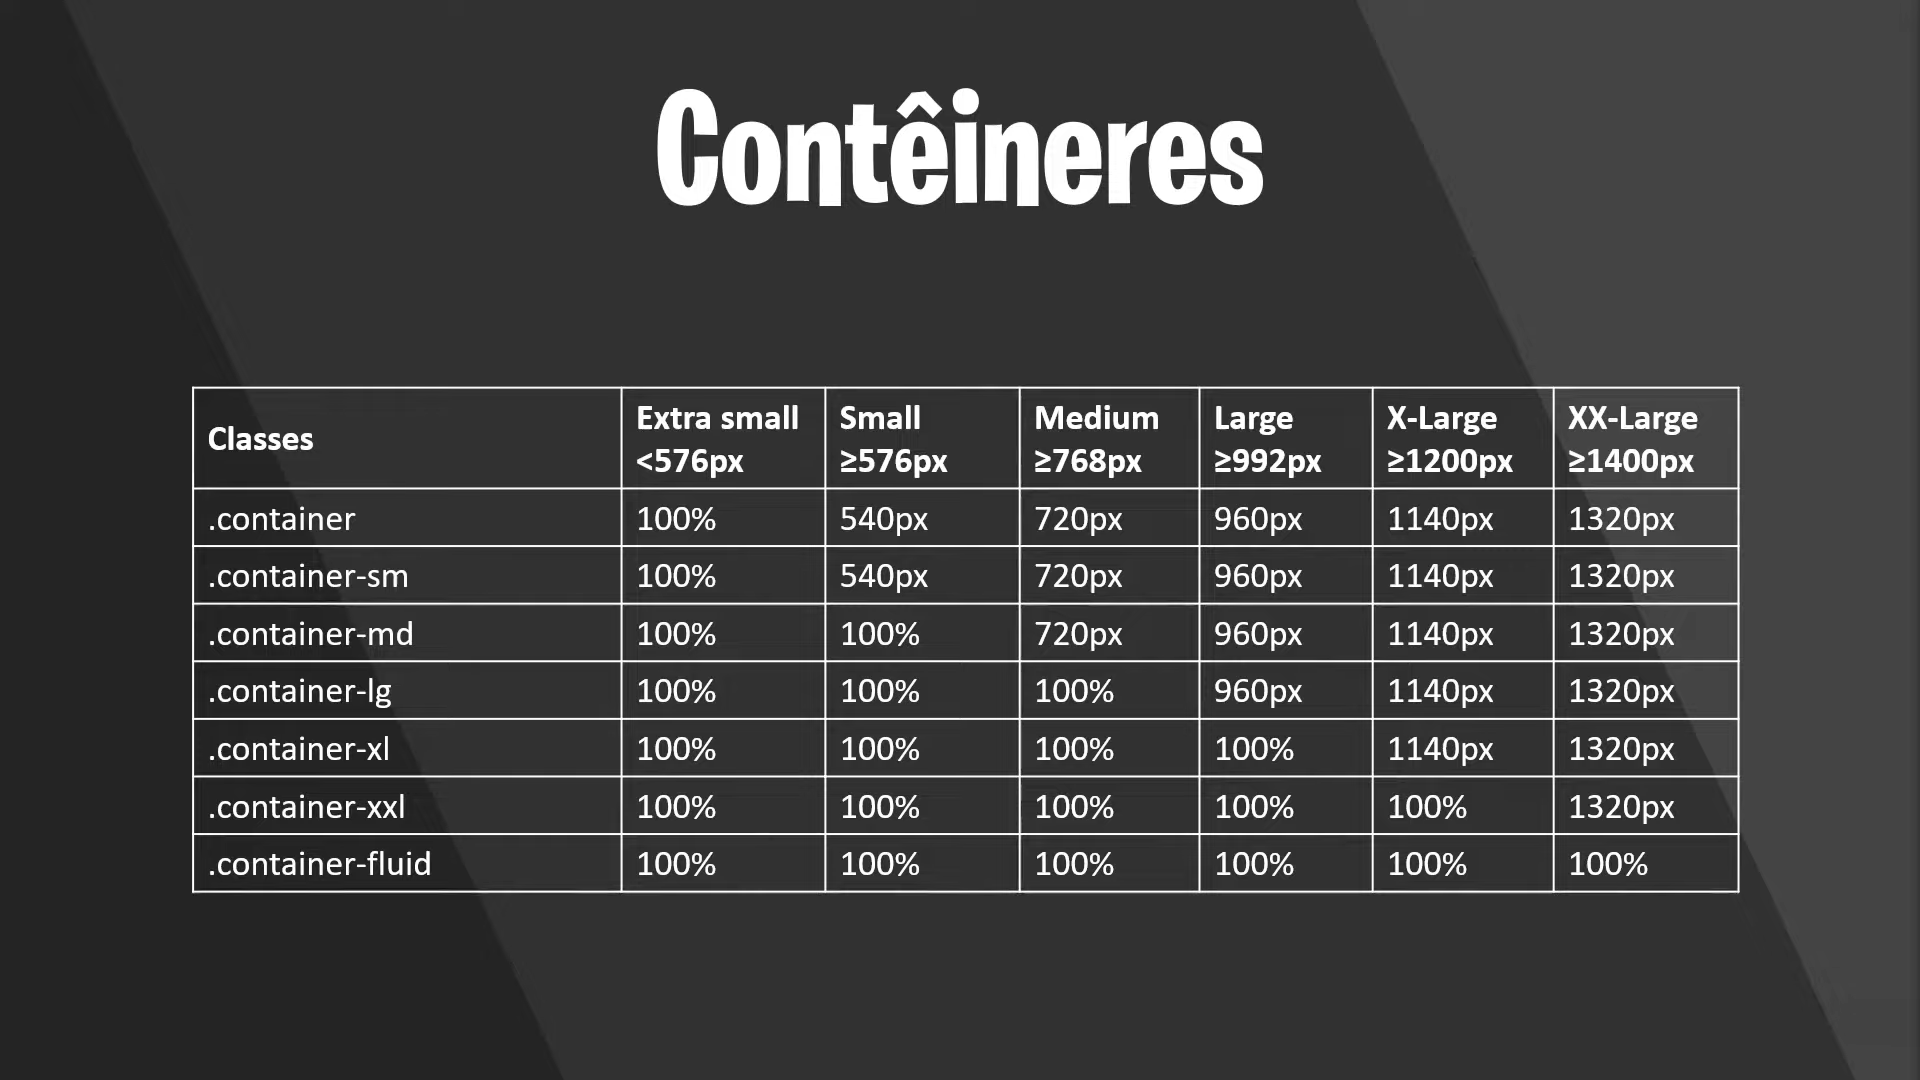 Contêineres
Classes Extra small <576px Small ≥576px Medium ≥768px Large ≥992px X-Large ≥1200px XX-Large ≥1400px
.container 100% 540px 720px 960px 1140px 1320px
.container-sm 100% 540px 720px 960px 1140px 1320px
.container-md 100% 100% 720px 960px 1140px 1320px
.container-lg 100% 100% 100% 960px 1140px 1320px
.container-xl 100% 100% 100% 100% 1140px 1320px
.container-xxl 100% 100% 100% 100% 100% 1320px
.container-fluid 100% 100% 100% 100% 100% 100%